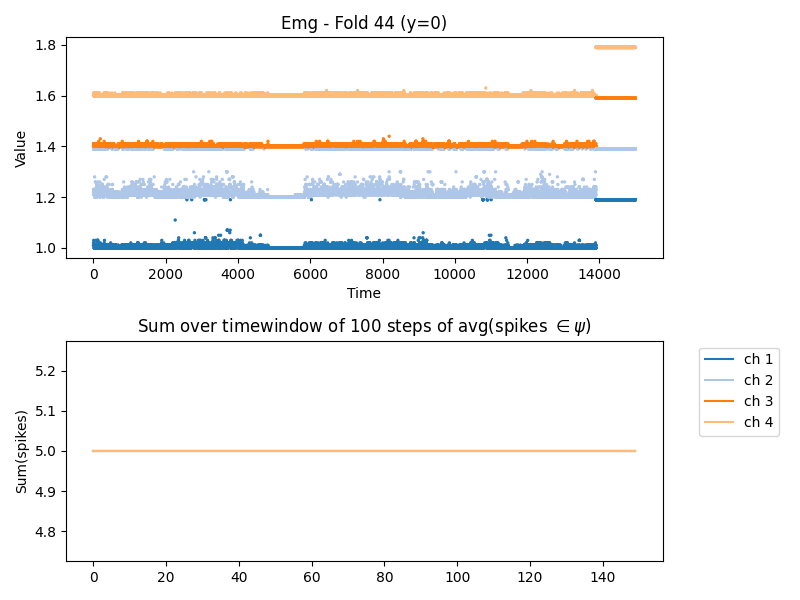 Emg - Fold 44 (y=0)
Value
1.8
1.6
1.4
1.2
1.0
0 2000 4000 6000 8000 10000 12000 14000
Time
Sum over timewindow of 100 steps of avg(spikes ∈ ψ)
Sum(spikes)
5.2
5.1
5.0
4.9
4.8
0 20 40 60 80 100 120 140
ch 1
ch 2
ch 3
ch 4